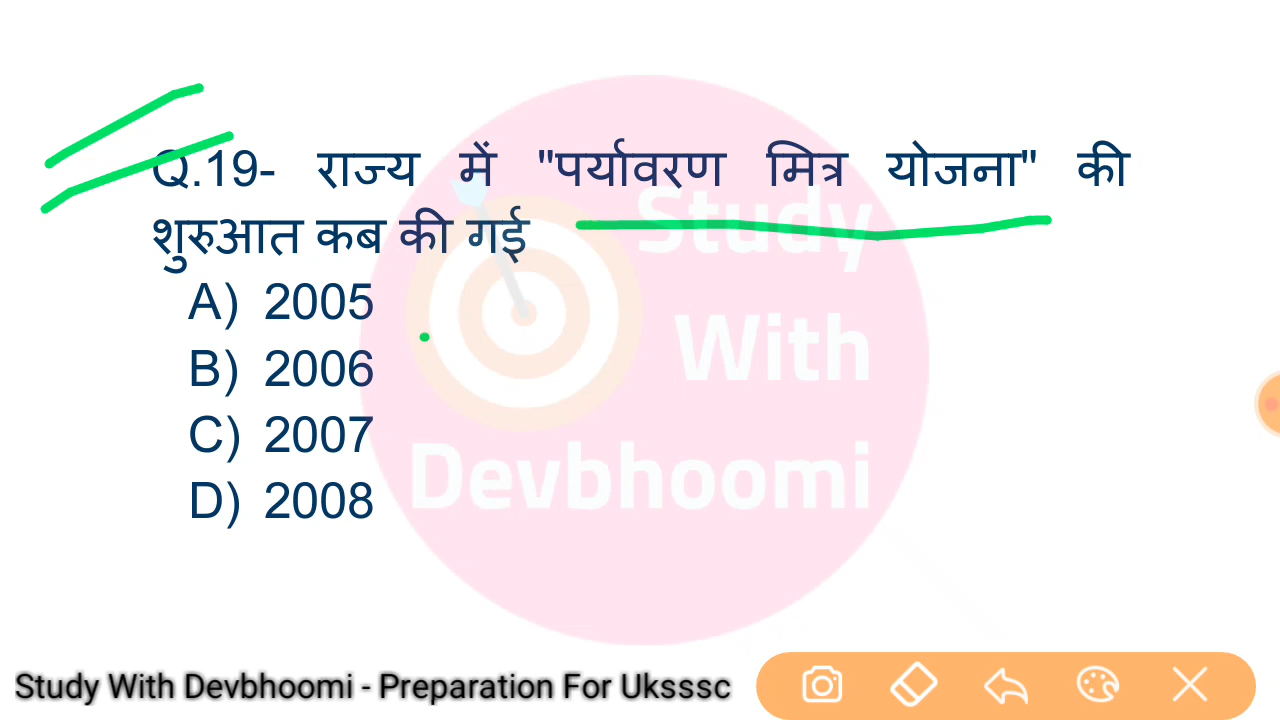 Q.19- राज्य में "पर्यावरण मित्र योजना" की
शुरुआत कब की गई
A) 2005
B) 2006
C) 2007
D) 2008
Study
With
Devbhoomi
Study With Devbhoomi - Preparation For Uksssc